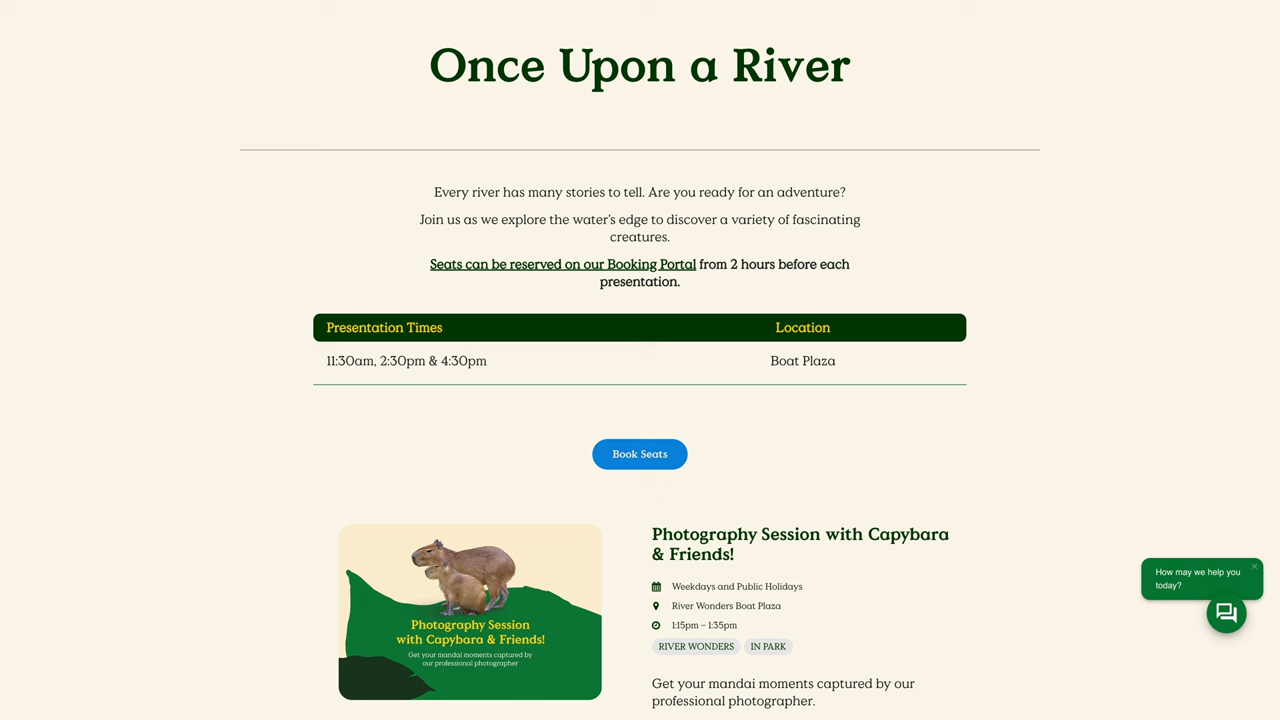 Once Upon a River
Every river has many stories to tell. Are you ready for an adventure?
Join us as we explore the water's edge to discover a variety of fascinating
creatures.
Seats can be reserved on our Booking Portal from 2 hours before each
presentation.
Presentation Times Location
11:30am, 2:30pm & 4:30pm Boat Plaza
Book Seats
Photography Session
with Capybara & Friends!
Get your mandai moments captured by
our professional photographer
Photography Session with Capybara
& Friends!
Weekdays and Public Holidays
River Wonders Boat Plaza
1:15pm – 1:35pm
RIVER WONDERS IN PARK
Get your mandai moments captured by our
professional photographer.
How may we help you
today?